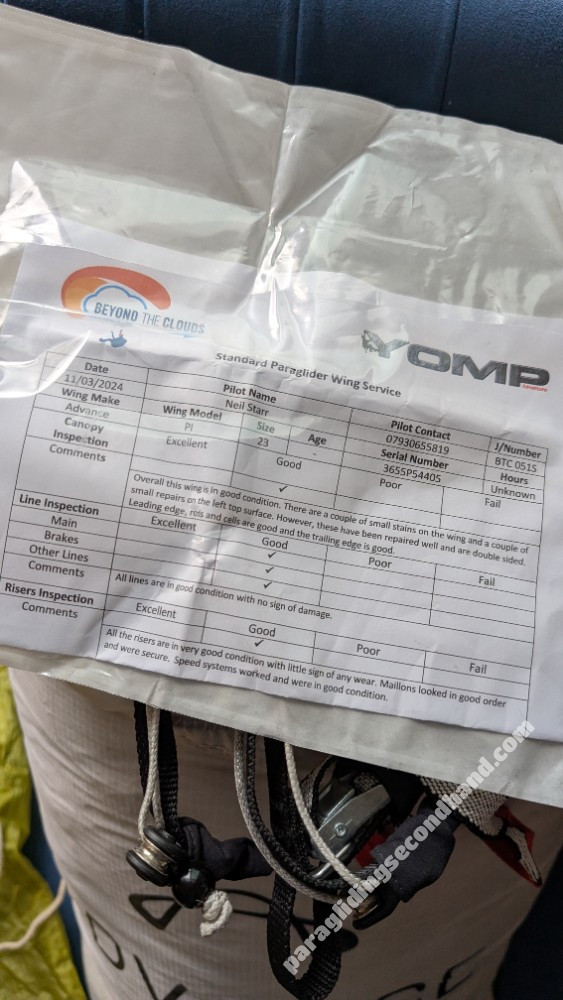 BEYOND THE CLOUDS
YOMP
Standard Paraglider Wing Service
Date Pilot Name Pilot Contact J/Number
11/03/2024 Neil Starr 07930655819 BTC 051S
Wing Make Wing Model Size Age Serial Number Hours
Advance PI 23 - 3655P54405 Unknown
Canopy Inspection Excellent Good Poor Fail
✓
Comments
Overall this wing is in good condition. There are a couple of small stains on the wing and a couple of
small repairs on the left top surface. However, these have been repaired well and are double sided.
Leading edge, rots and cells are good and the trailing edge is good.
Line Inspection Excellent Good Poor Fail
Main ✓
Brakes ✓
Other Lines ✓
Comments All lines are in good condition with no sign of damage.
Risers Inspection Excellent Good Poor Fail
✓
Comments All the risers are in very good condition with little sign of any wear. Maillons looked in good order
and were secure. Speed systems worked and were in good condition.
paraglidingsecondhand.com